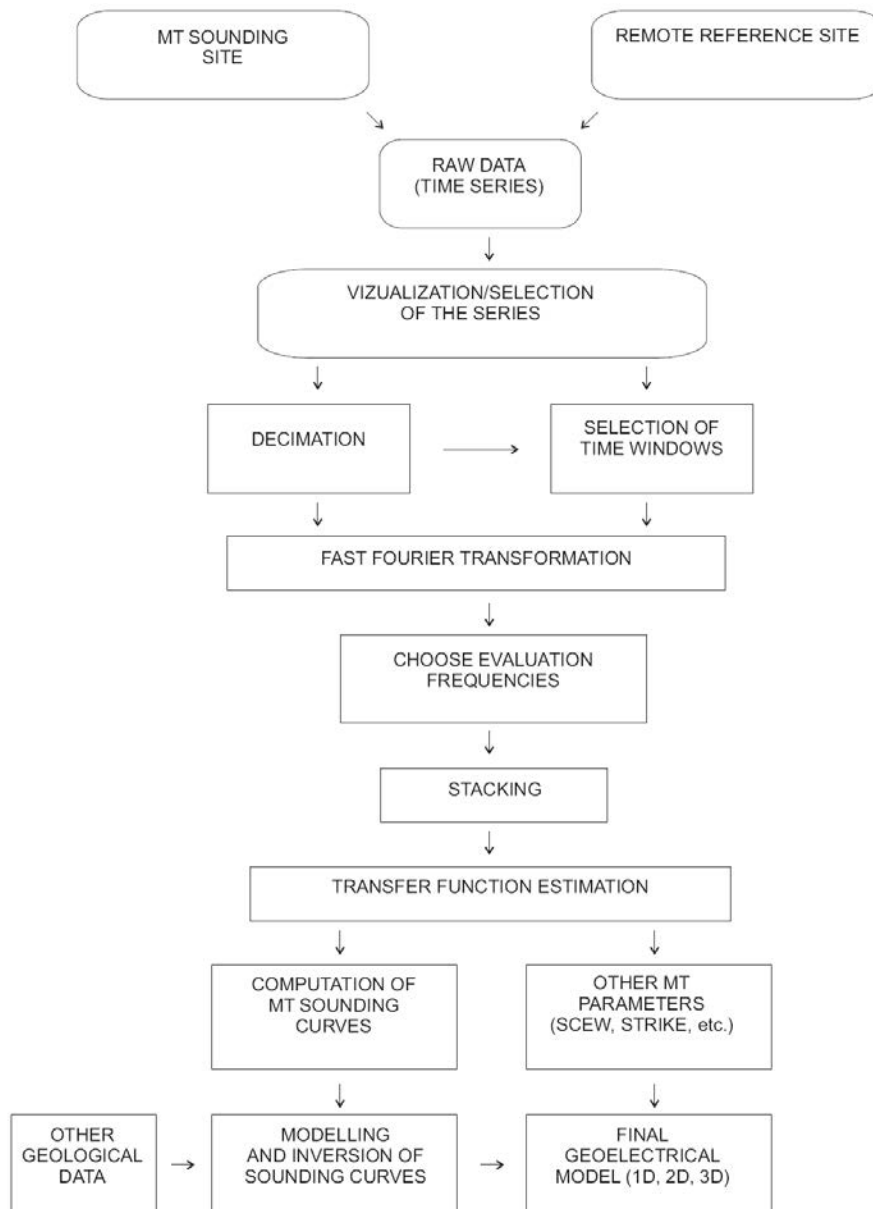 MT SOUNDING
SITE
REMOTE REFERENCE SITE
RAW DATA
(TIME SERIES)
VIZUALIZATION/SELECTION
OF THE SERIES
DECIMATION
SELECTION OF
TIME WINDOWS
FAST FOURIER TRANSFORMATION
CHOOSE EVALUATION
FREQUENCIES
STACKING
TRANSFER FUNCTION ESTIMATION
COMPUTATION OF
MT SOUNDING
CURVES
OTHER MT
PARAMETERS
(SCEW, STRIKE, etc.)
OTHER
GEOLOGICAL
DATA
MODELLING
AND INVERSION OF
SOUNDING CURVES
FINAL
GEOELECTRICAL
MODEL (1D, 2D, 3D)